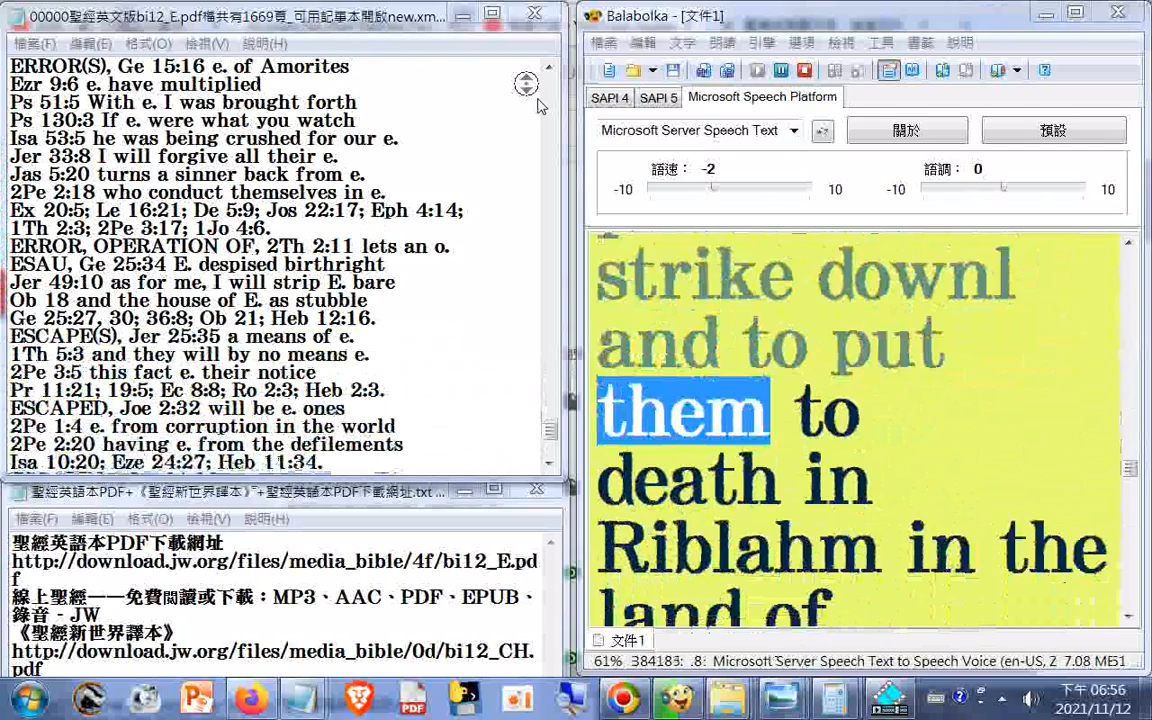 00000聖經英文版bi12_E.pdf檔共有1669頁_可用記事本開啟new.xm...
檔案(F) 編輯(E) 格式(O) 檢視(V) 說明(H)
ERROR(S), Ge 15:16 e. of Amorites
Ezr 9:6 e. have multiplied
Ps 51:5 With e. I was brought forth
Ps 130:3 If e. were what you watch
Isa 53:5 he was being crushed for our e.
Jer 33:8 I will forgive all their e.
Jas 5:20 turns a sinner back from e.
2Pe 2:18 who conduct themselves in e.
Ex 20:5; Le 16:21; De 5:9; Jos 22:17; Eph 4:14;
1Th 2:3; 2Pe 3:17; 1Jo 4:6.
ERROR, OPERATION OF, 2Th 2:11 lets an o.
ESAU, Ge 25:34 E. despised birthright
Jer 49:10 as for me, I will strip E. bare
Ob 18 and the house of E. as stubble
Ge 25:27, 30; 36:8; Ob 21; Heb 12:16.
ESCAPE(S), Jer 25:35 a means of e.
1Th 5:3 and they will by no means e.
2Pe 3:5 this fact e. their notice
Pr 11:21; 19:5; Ec 8:8; Ro 2:3; Heb 2:3.
ESCAPED, Joe 2:32 will be e. ones
2Pe 1:4 e. from corruption in the world
2Pe 2:20 having e. from the defilements
Isa 10:20; Eze 24:27; Heb 11:34.
聖經英語本PDF+《聖經新世界譯本》+聖經英語本PDF下載網址.txt ...
檔案(F) 編輯(E) 格式(O) 檢視(V) 說明(H)
聖經英語本PDF下載網址
http://download.jw.org/files/media_bible/4f/bi12_E.pd
f
線上聖經——免費閱讀或下載：MP3、AAC、PDF、EPUB、
錄音 - JW
《聖經新世界譯本》
http://download.jw.org/files/media_bible/0d/bi12_CH.
pdf
Balabolka - [文件1]
檔案 編輯 文字 朗讀 引擎 選項 檢視 工具 書籤 說明
SAPI 4 SAPI 5 Microsoft Speech Platform
Microsoft Server Speech Text 關於 預設
語速： -2 語調： 0
-10 10 -10 10
strike downl
and to put
them to
death in
Riblahm in the
land of
文件1
61% 384183: .8: Microsoft Server Speech Text to Speech Voice (en-US, Z 7.08 ME51
下午 06:56
2021/11/12